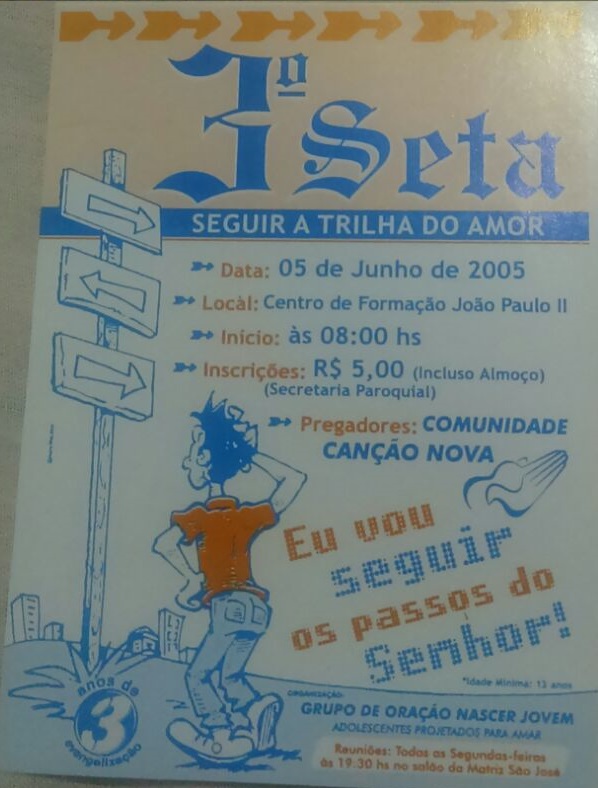 3º Seta
SEGUIR A TRILHA DO AMOR
Data: 05 de Junho de 2005
Locàl: Centro de Formação João Paulo II
Início: às 08:00 hs
Inscrições: R$ 5,00 (Incluso Almoço)
(Secretaria Paroquial)
Pregadores: COMUNIDADE
CANÇÃO NOVA
Eu vou
seguir
os passos do
Senhor!
*Idade Mínima: 13 anos
ORGANIZAÇÃO:
GRUPO DE ORAÇÃO NASCER JOVEM
ADOLESCENTES PROJETADOS PARA AMAR
Reuniões: Todas as Segundas-feiras
às 19:30 hs no salão da Matriz São José
anos de
3
evangelização